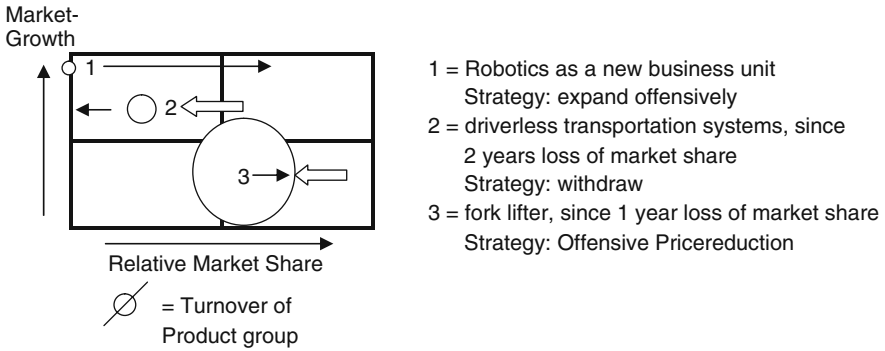 Market-
Growth
1
2
3
Relative Market Share
= Turnover of
Product group
1 = Robotics as a new business unit
Strategy: expand offensively
2 = driverless transportation systems, since
2 years loss of market share
Strategy: withdraw
3 = fork lifter, since 1 year loss of market share
Strategy: Offensive Pricereduction